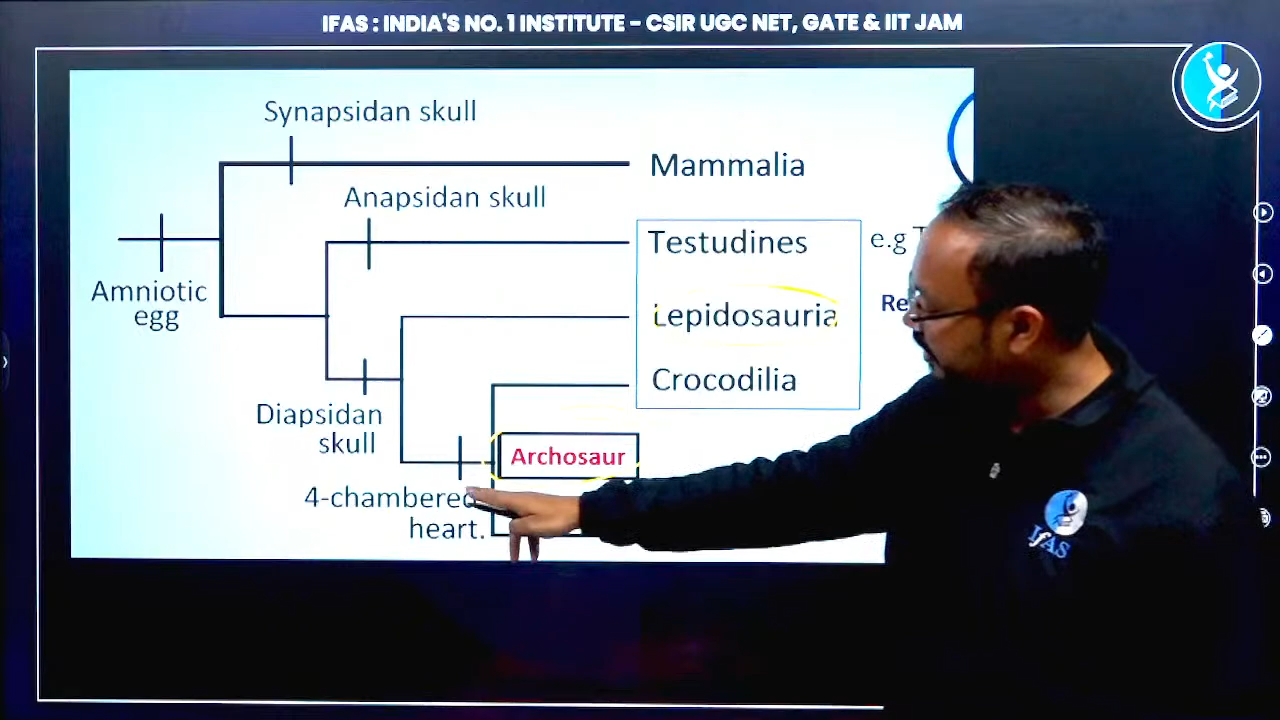 IFAS : INDIA'S NO. 1 INSTITUTE – CSIR UGC NET, GATE & IIT JAM
Synapsidan skull
Mammalia
Anapsidan skull
Testudines
e.g
Amniotic
egg
Lepidosauria
Crocodilia
Diapsidan
skull
Archosaur
4-chambered
heart.
IfAS